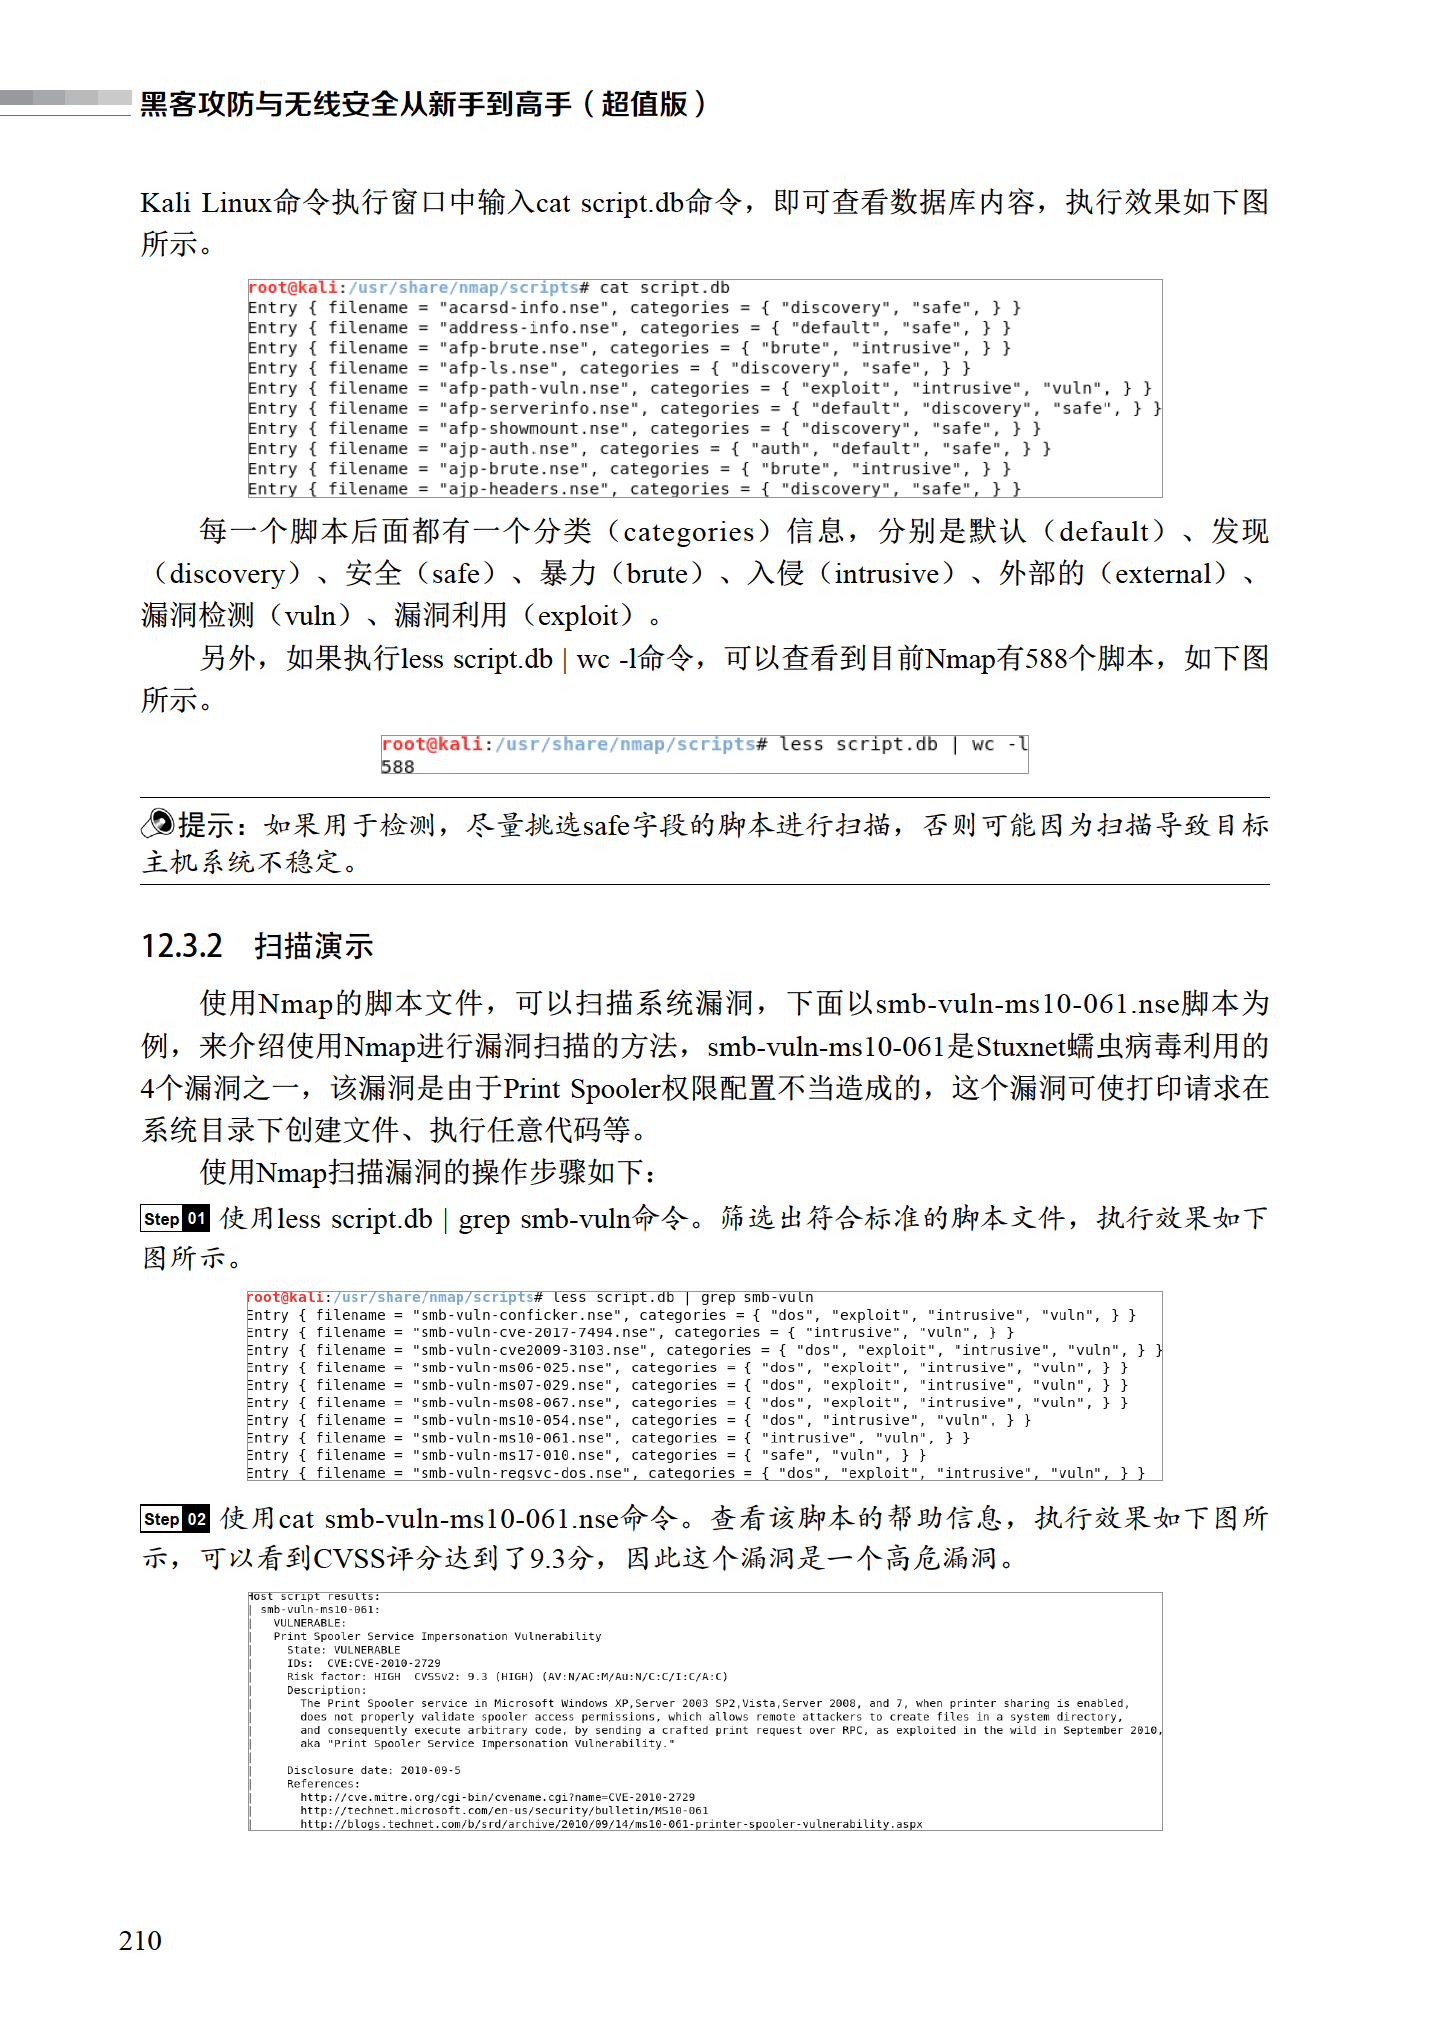 黑客攻防与无线安全从新手到高手（超值版）
Kali Linux命令执行窗口中输入cat script.db命令，即可查看数据库内容，执行效果如下图
所示。
root@kali:/usr/share/nmap/scripts# cat script.db
Entry { filename = "acarsd-info.nse", categories = { "discovery", "safe", } }
Entry { filename = "address-info.nse", categories = { "default", "safe", } }
Entry { filename = "afp-brute.nse", categories = { "brute", "intrusive", } }
Entry { filename = "afp-ls.nse", categories = { "discovery", "safe", } }
Entry { filename = "afp-path-vuln.nse", categories = { "exploit", "intrusive", "vuln", } }
Entry { filename = "afp-serverinfo.nse", categories = { "default", "discovery", "safe", } }
Entry { filename = "afp-showmount.nse", categories = { "discovery", "safe", } }
Entry { filename = "ajp-auth.nse", categories = { "auth", "default", "safe", } }
Entry { filename = "ajp-brute.nse", categories = { "brute", "intrusive", } }
Entry { filename = "ajp-headers.nse", categories = { "discovery", "safe", } }
每一个脚本后面都有一个分类（categories）信息，分别是默认（default）、发现
（discovery）、安全（safe）、暴力（brute）、入侵（intrusive）、外部的（external）、
漏洞检测（vuln）、漏洞利用（exploit）。
另外，如果执行less script.db | wc -l命令，可以查看到目前Nmap有588个脚本，如下图
所示。
root@kali:/usr/share/nmap/scripts# less script.db | wc -l
588
提示：如果用于检测，尽量挑选safe字段的脚本进行扫描，否则可能因为扫描导致目标
主机系统不稳定。
12.3.2 扫描演示
使用Nmap的脚本文件，可以扫描系统漏洞，下面以smb-vuln-ms10-061.nse脚本为
例，来介绍使用Nmap进行漏洞扫描的方法，smb-vuln-ms10-061是Stuxnet蠕虫病毒利用的
4个漏洞之一，该漏洞是由于Print Spooler权限配置不当造成的，这个漏洞可使打印请求在
系统目录下创建文件、执行任意代码等。
使用Nmap扫描漏洞的操作步骤如下：
Step 01 使用less script.db | grep smb-vuln命令。筛选出符合标准的脚本文件，执行效果如下
图所示。
root@kali:/usr/share/nmap/scripts# less script.db | grep smb-vuln
Entry { filename = "smb-vuln-conficker.nse", categories = { "dos", "exploit", "intrusive", "vuln", } }
Entry { filename = "smb-vuln-cve-2017-7494.nse", categories = { "intrusive", "vuln", } }
Entry { filename = "smb-vuln-cve2009-3103.nse", categories = { "dos", "exploit", "intrusive", "vuln", } }
Entry { filename = "smb-vuln-ms06-025.nse", categories = { "dos", "exploit", "intrusive", "vuln", } }
Entry { filename = "smb-vuln-ms07-029.nse", categories = { "dos", "exploit", "intrusive", "vuln", } }
Entry { filename = "smb-vuln-ms08-067.nse", categories = { "dos", "exploit", "intrusive", "vuln", } }
Entry { filename = "smb-vuln-ms10-054.nse", categories = { "dos", "intrusive", "vuln", } }
Entry { filename = "smb-vuln-ms10-061.nse", categories = { "intrusive", "vuln", } }
Entry { filename = "smb-vuln-ms17-010.nse", categories = { "safe", "vuln", } }
Entry { filename = "smb-vuln-regsvc-dos.nse", categories = { "dos", "exploit", "intrusive", "vuln", } }
Step 02 使用cat smb-vuln-ms10-061.nse命令。查看该脚本的帮助信息，执行效果如下图所
示，可以看到CVSS评分达到了9.3分，因此这个漏洞是一个高危漏洞。
Host script results:
| smb-vuln-ms10-061:
|   VULNERABLE:
|   Print Spooler Service Impersonation Vulnerability
|     State: VULNERABLE
|     IDs:  CVE:CVE-2010-2729
|     Risk factor: HIGH  CVSSv2: 9.3 (HIGH) (AV:N/AC:M/Au:N/C:C/I:C/A:C)
|     Description:
|       The Print Spooler service in Microsoft Windows XP,Server 2003 SP2,Vista,Server 2008, and 7, when printer sharing is enabled,
|       does not properly validate spooler access permissions, which allows remote attackers to create files in a system directory,
|       and consequently execute arbitrary code, by sending a crafted print request over RPC, as exploited in the wild in September 2010,
|       aka "Print Spooler Service Impersonation Vulnerability."
|
|     Disclosure date: 2010-09-5
|     References:
|       http://cve.mitre.org/cgi-bin/cvename.cgi?name=CVE-2010-2729
|       http://technet.microsoft.com/en-us/security/bulletin/MS10-061
|       http://blogs.technet.com/b/srd/archive/2010/09/14/ms10-061-printer-spooler-vulnerability.aspx
210